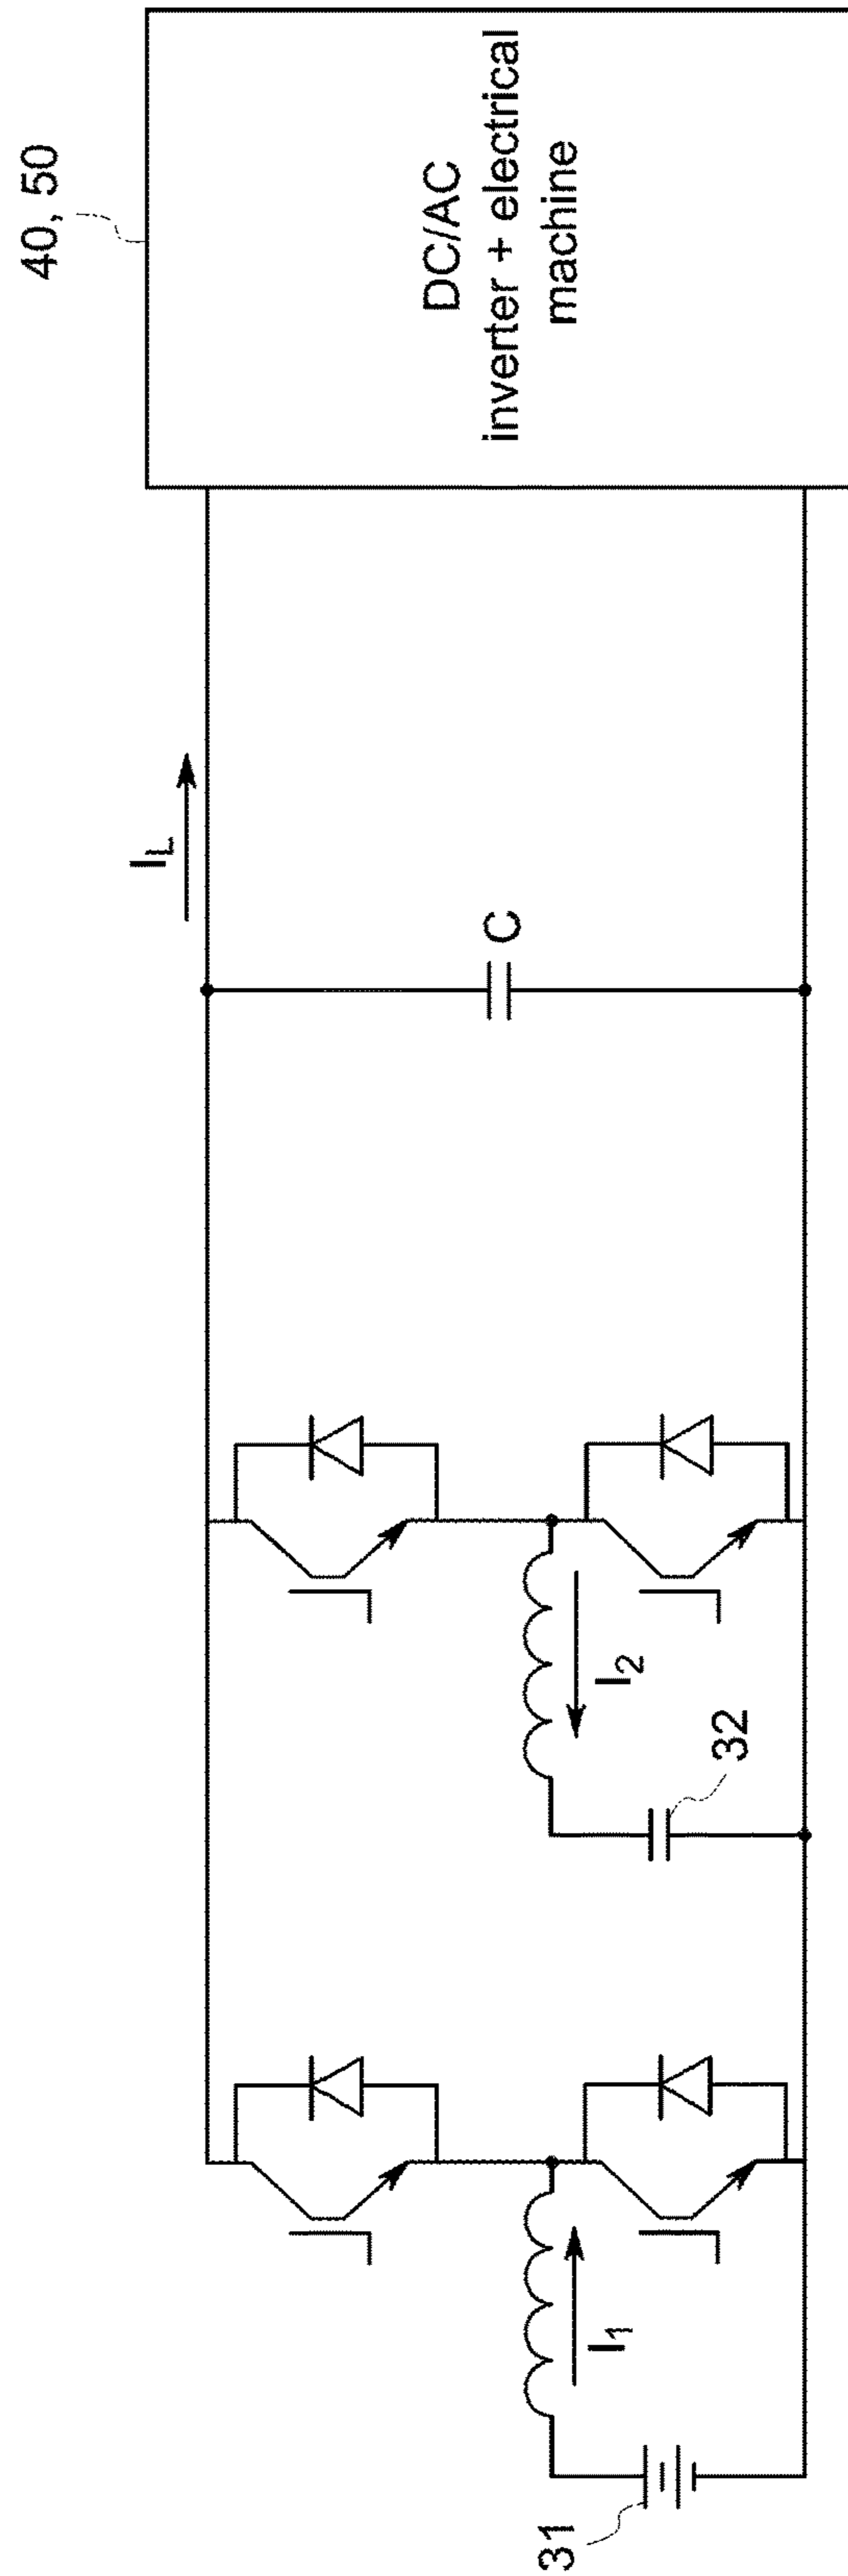 40, 50
DC/AC
inverter + electrical
machine
I_L
C
I_2
32
I_1
31